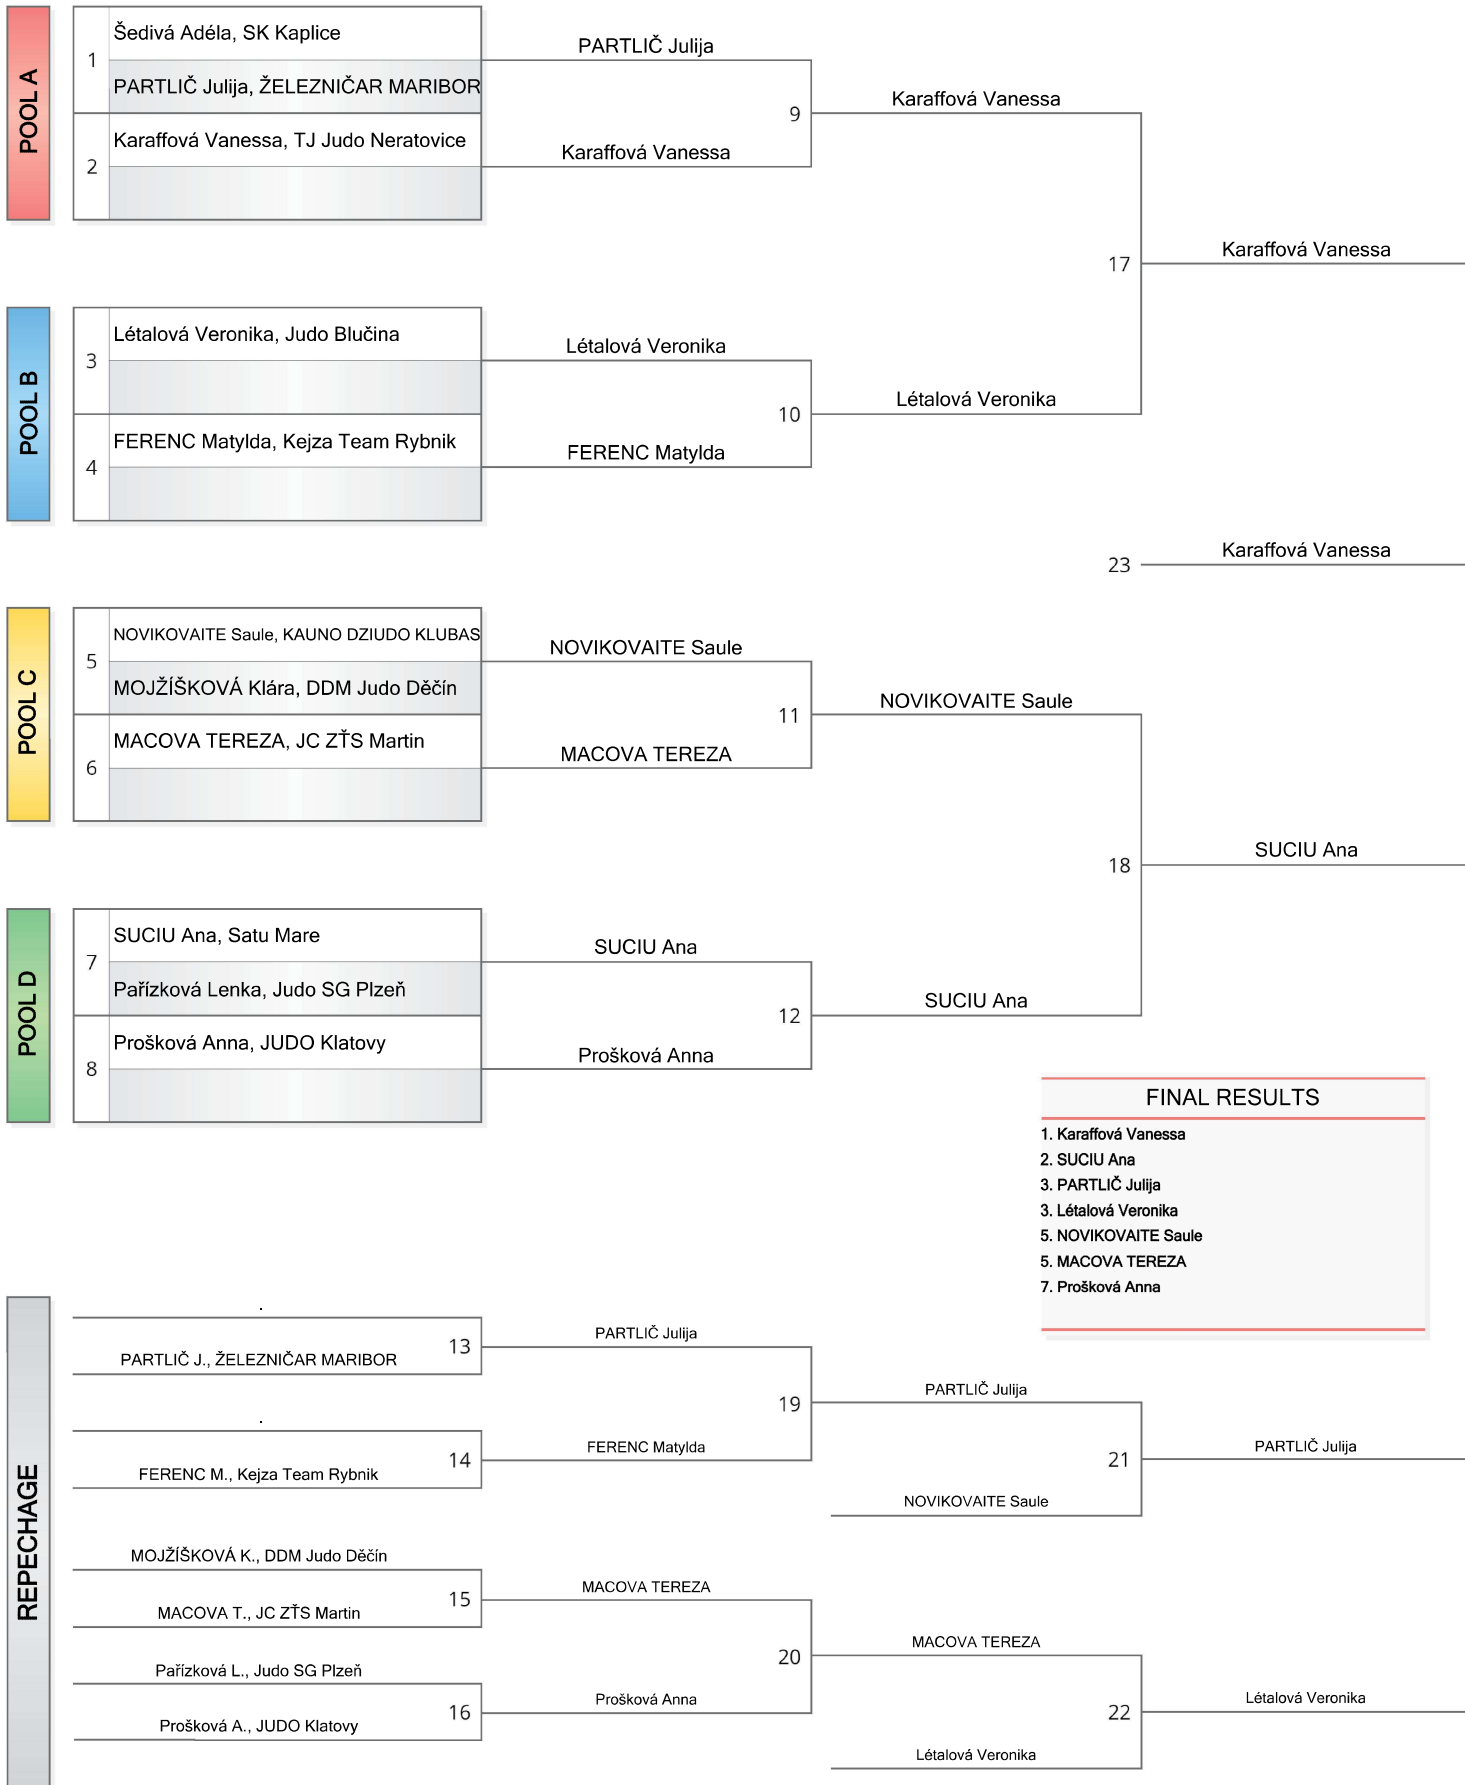 POOL A
1
Šedivá Adéla, SK Kaplice
PARTLIČ Julija, ŽELEZNIČAR MARIBOR
2
Karaffová Vanessa, TJ Judo Neratovice
PARTLIČ Julija
Karaffová Vanessa
9
Karaffová Vanessa
17
Karaffová Vanessa
POOL B
3
Létalová Veronika, Judo Blučina
4
FERENC Matylda, Kejza Team Rybnik
Létalová Veronika
FERENC Matylda
10
Létalová Veronika
23
Karaffová Vanessa
POOL C
5
NOVIKOVAITE Saule, KAUNO DZIUDO KLUBAS
MOJŽÍŠKOVÁ Klára, DDM Judo Děčín
6
MACOVA TEREZA, JC ZŤS Martin
NOVIKOVAITE Saule
MACOVA TEREZA
11
NOVIKOVAITE Saule
18
SUCIU Ana
POOL D
7
SUCIU Ana, Satu Mare
Pařízková Lenka, Judo SG Plzeň
8
Prošková Anna, JUDO Klatovy
SUCIU Ana
Prošková Anna
12
SUCIU Ana
FINAL RESULTS
1. Karaffová Vanessa
2. SUCIU Ana
3. PARTLIČ Julija
3. Létalová Veronika
5. NOVIKOVAITE Saule
5. MACOVA TEREZA
7. Prošková Anna
REPECHAGE
.
PARTLIČ J., ŽELEZNIČAR MARIBOR
13
PARTLIČ Julija
.
FERENC M., Kejza Team Rybnik
14
FERENC Matylda
19
PARTLIČ Julija
NOVIKOVAITE Saule
21
PARTLIČ Julija
MOJŽÍŠKOVÁ K., DDM Judo Děčín
MACOVA T., JC ZŤS Martin
15
MACOVA TEREZA
Pařízková L., Judo SG Plzeň
Prošková A., JUDO Klatovy
16
Prošková Anna
20
MACOVA TEREZA
Létalová Veronika
22
Létalová Veronika